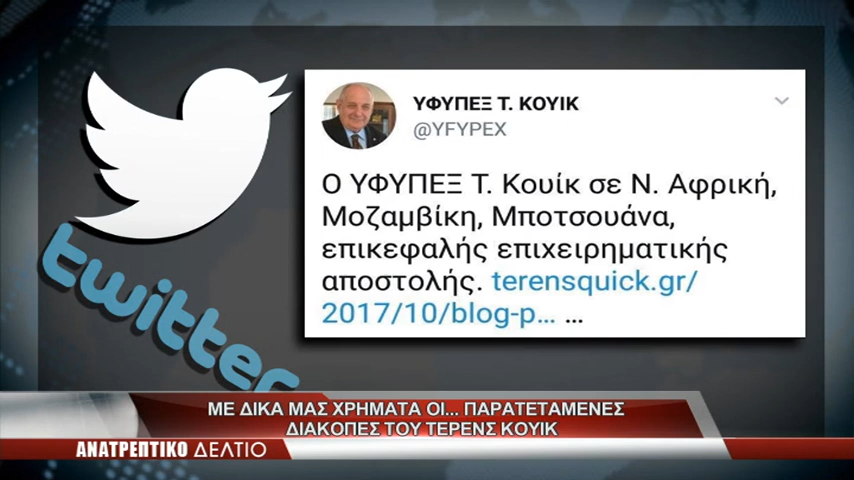 ΥΦΥΠΕΞ Τ. ΚΟΥΙΚ
@YFYPEX
Ο ΥΦΥΠΕΞ Τ. Κουίκ σε Ν. Αφρική,
Μοζαμβίκη, Μποτσουάνα,
επικεφαλής επιχειρηματικής
αποστολής. terensquick.gr/
2017/10/blog-p… …
twitter
ΜΕ ΔΙΚΑ ΜΑΣ ΧΡΗΜΑΤΑ ΟΙ... ΠΑΡΑΤΕΤΑΜΕΝΕΣ
ΔΙΑΚΟΠΕΣ ΤΟΥ ΤΕΡΕΝΣ ΚΟΥΙΚ
ΑΝΑΤΡΕΠΤΙΚΟ ΔΕΛΤΙΟ